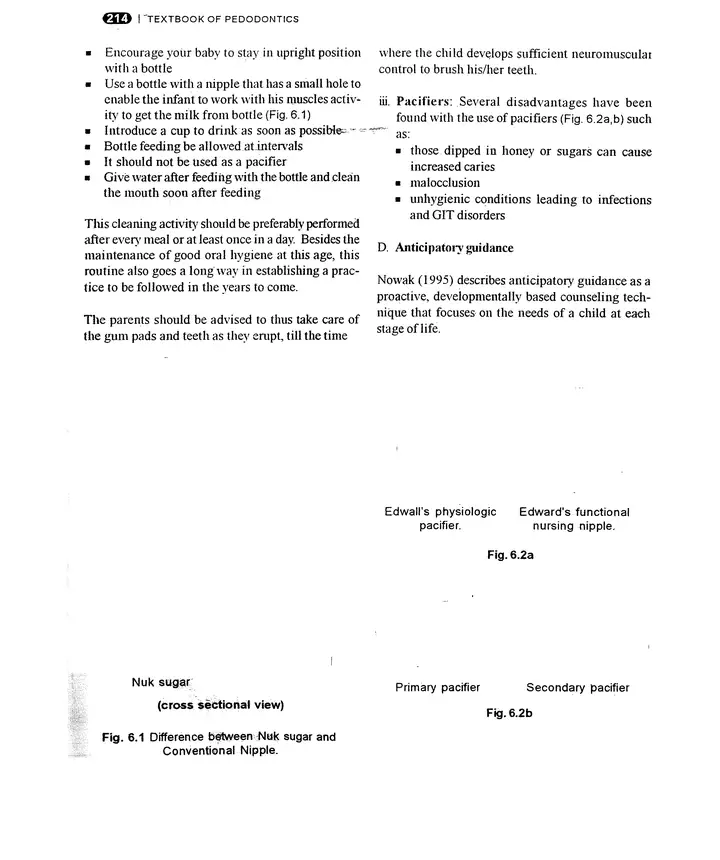 214 | TEXTBOOK OF PEDODONTICS
▪ Encourage your baby to stay in upright position
with a bottle
▪ Use a bottle with a nipple that has a small hole to
enable the infant to work with his muscles activ-
ity to get the milk from bottle (Fig. 6.1)
▪ Introduce a cup to drink as soon as possible
▪ Bottle feeding be allowed at intervals
▪ It should not be used as a pacifier
▪ Give water after feeding with the bottle and clean
the mouth soon after feeding
This cleaning activity should be preferably performed
after every meal or at least once in a day. Besides the
maintenance of good oral hygiene at this age, this
routine also goes a long way in establishing a prac-
tice to be followed in the years to come.
The parents should be advised to thus take care of
the gum pads and teeth as they erupt, till the time
where the child develops sufficient neuromuscular
control to brush his/her teeth.
iii. Pacifiers: Several disadvantages have been
found with the use of pacifiers (Fig. 6.2a,b) such
as:
▪ those dipped in honey or sugars can cause
increased caries
▪ malocclusion
▪ unhygienic conditions leading to infections
and GIT disorders
D. Anticipatory guidance
Nowak (1995) describes anticipatory guidance as a
proactive, developmentally based counseling tech-
nique that focuses on the needs of a child at each
stage of life.
Edwall's physiologic
pacifier.
Edward's functional
nursing nipple.
Fig. 6.2a
Primary pacifier
Secondary pacifier
Fig. 6.2b
Nuk sugar
(cross sectional view)
Fig. 6.1 Difference between Nuk sugar and
Conventional Nipple.